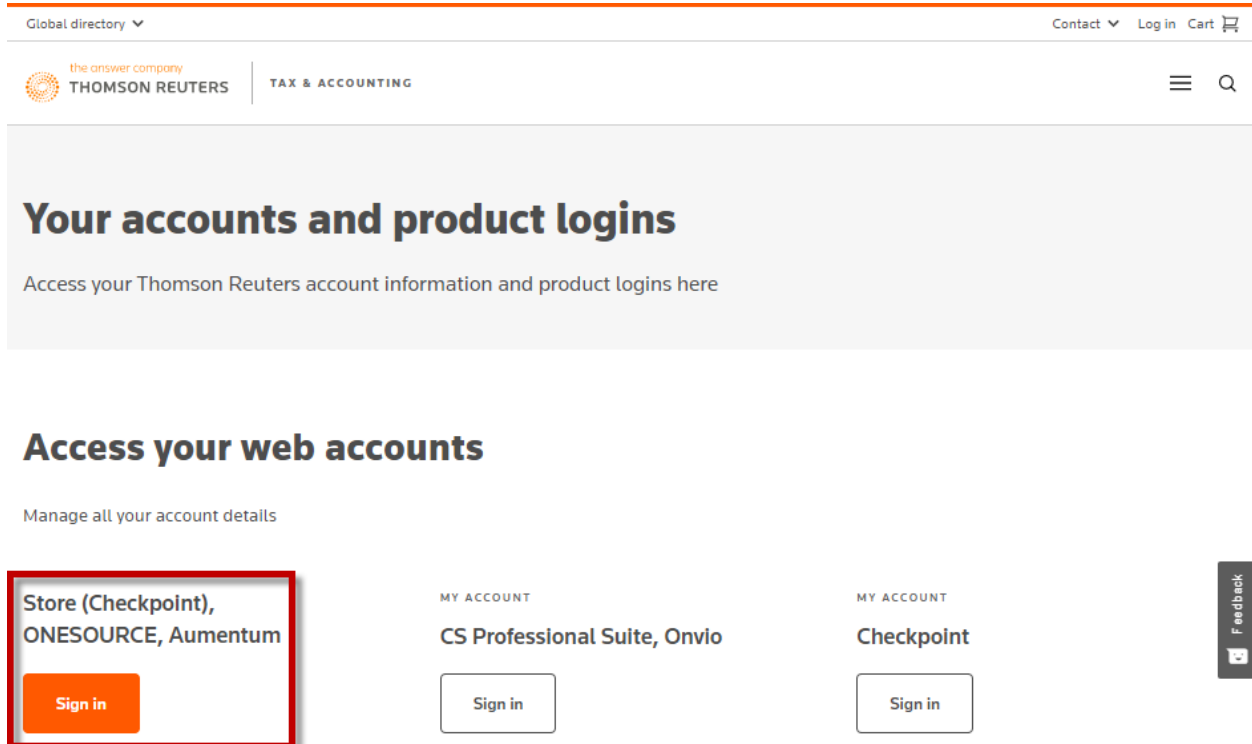 Global directory
Contact Log in Cart
the answer company
THOMSON REUTERS
TAX & ACCOUNTING
Your accounts and product logins
Access your Thomson Reuters account information and product logins here
Access your web accounts
Manage all your account details
Store (Checkpoint),
ONESOURCE, Aumentum
Sign in
MY ACCOUNT
CS Professional Suite, Onvio
Sign in
MY ACCOUNT
Checkpoint
Sign in
Feedback